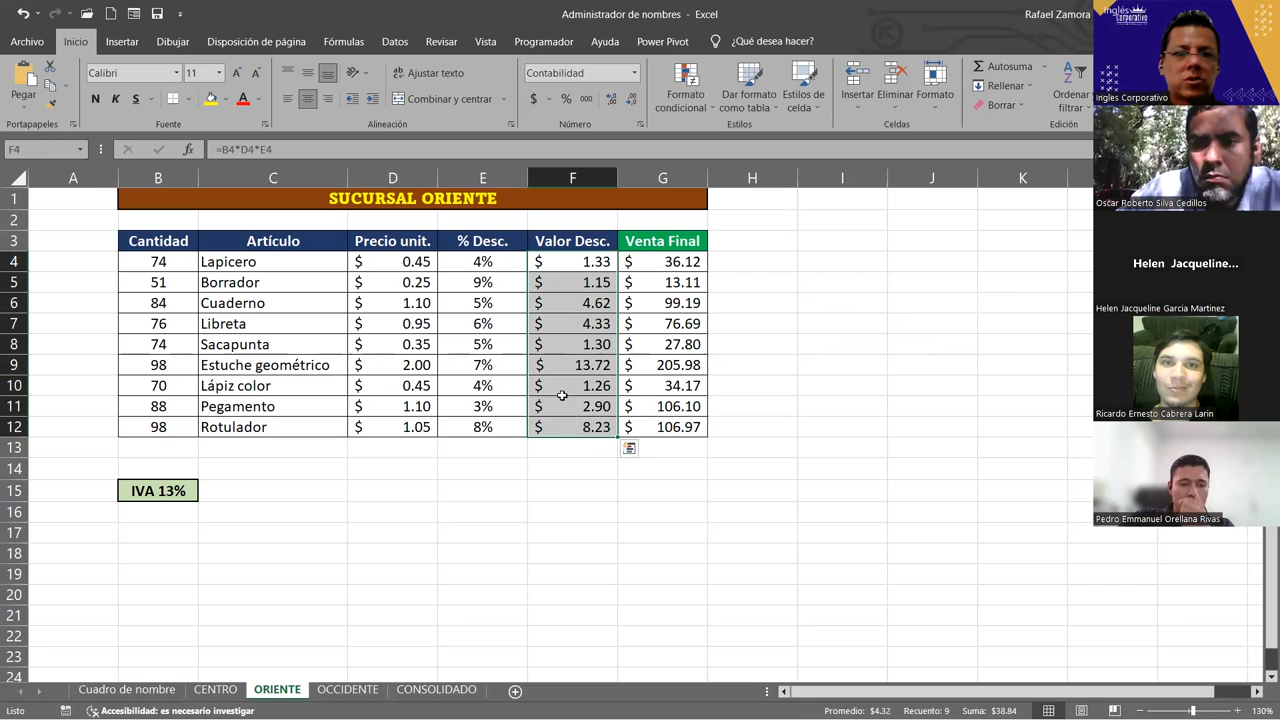 Administrador de nombres - Excel
Rafael Zamora
Archivo Inicio Insertar Dibujar Disposición de página Fórmulas Datos Revisar Vista Programador Ayuda Power Pivot ¿Qué desea hacer?
Pegar
Calibri 11
N K S
Ajustar texto
Combinar y centrar
Contabilidad
$ % 000
Formato condicional
Dar formato como tabla
Estilos de celda
Insertar Eliminar Formato
Autosuma
Rellenar
Borrar
Ordenar filtrar
Portapapeles Fuente Alineación Número Estilos Celdas Edición
F4 fx =B4*D4*E4
A B C D E F G H I J K
1 SUCURSAL ORIENTE
2
3 Cantidad Artículo Precio unit. % Desc. Valor Desc. Venta Final
4 74 Lapicero $ 0.45 4% $ 1.33 $ 36.12
5 51 Borrador $ 0.25 9% $ 1.15 $ 13.11
6 84 Cuaderno $ 1.10 5% $ 4.62 $ 99.19
7 76 Libreta $ 0.95 6% $ 4.33 $ 76.69
8 74 Sacapunta $ 0.35 5% $ 1.30 $ 27.80
9 98 Estuche geométrico $ 2.00 7% $ 13.72 $ 205.98
10 70 Lápiz color $ 0.45 4% $ 1.26 $ 34.17
11 88 Pegamento $ 1.10 3% $ 2.90 $ 106.10
12 98 Rotulador $ 1.05 8% $ 8.23 $ 106.97
13
14
15 IVA 13%
16
17
18
19
20
21
22
23
24
Cuadro de nombre CENTRO ORIENTE OCCIDENTE CONSOLIDADO
Listo Accesibilidad: es necesario investigar Promedio: $4.32 Recuento: 9 Suma: $38.84 130%
Inglés
Corporativo
Ingles Corporativo
Oscar Roberto Silva Cedillos
Helen Jacqueline...
Helen Jacqueline Garcia Martinez
Ricardo Ernesto Cabrera Larin
Pedro Emmanuel Orellana Rivas